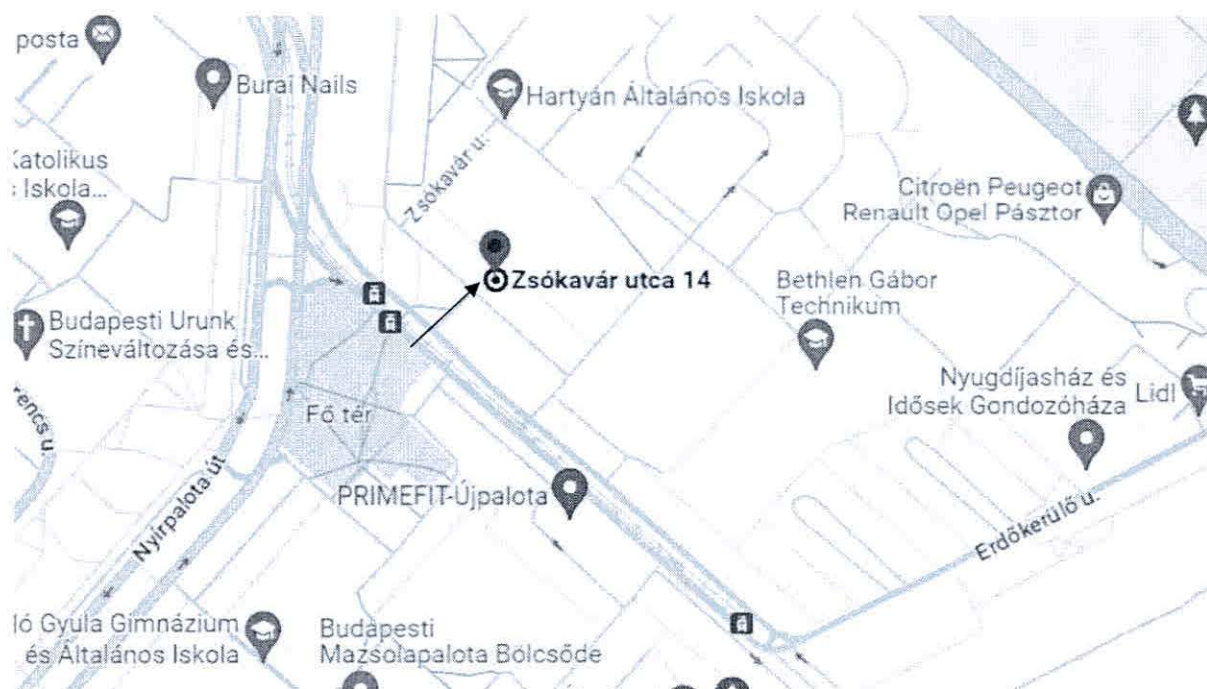 posta
Burai Nails
Hartyán Általános Iskola
Katolikus
Iskola...
Zsókavár u.
Citroën Peugeot
Renault Opel Pásztor
Zsókavár utca 14
Bethlen Gábor
Technikum
Budapesti Urunk
Színeváltozása és...
Nyugdíjasház és
Idősek Gondozóháza
Lidl
Fő tér
PRIMEFIT-Újpalota
Nyírpalota út
Erdőkerülő u.
ló Gyula Gimnázium
és Általános Iskola
Budapesti
Mazsolapalota Bölcsőde